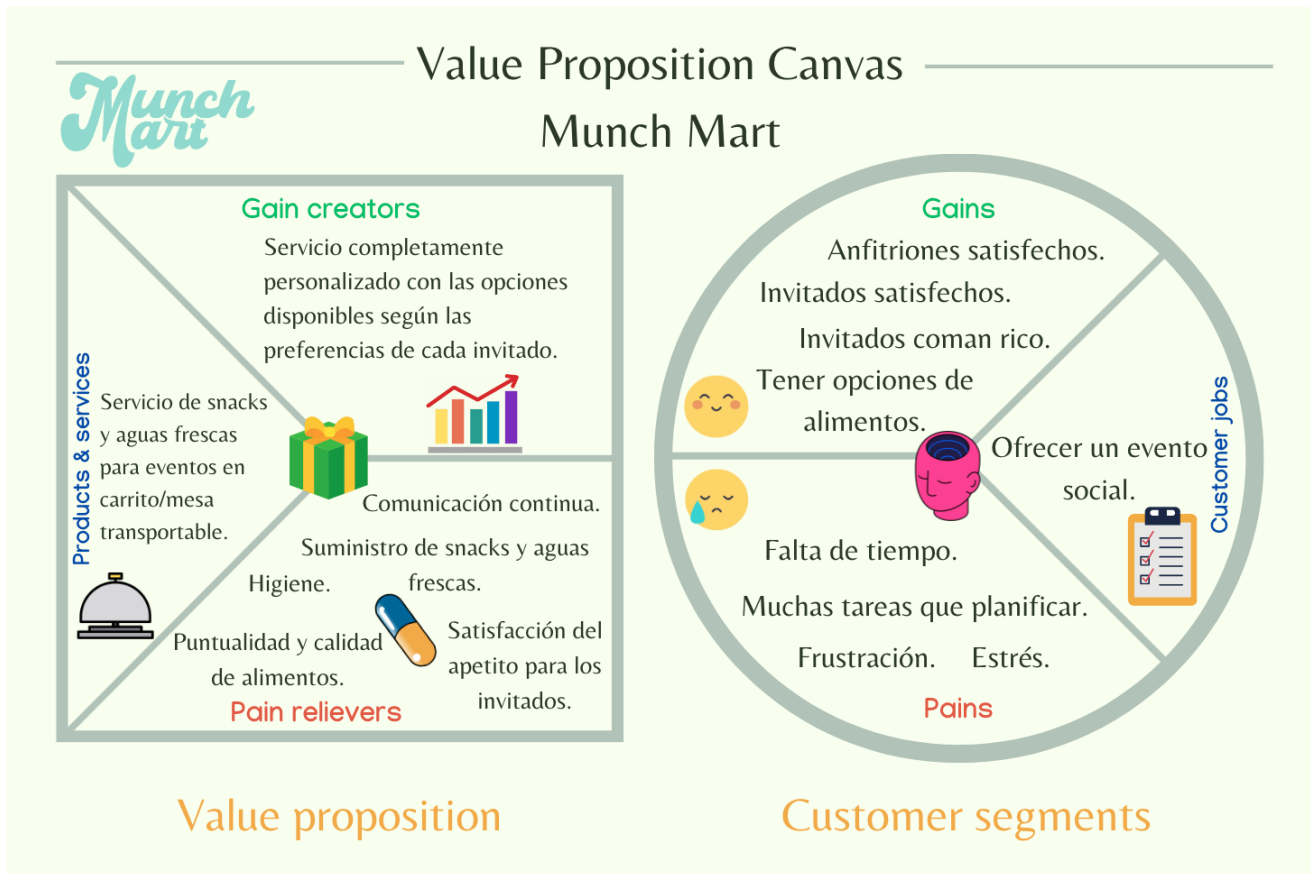 Value Proposition Canvas
Munch Mart
Munch
Mart
Gain creators
Servicio completamente
personalizado con las opciones
disponibles según las
preferencias de cada invitado.
Products & services
Servicio de snacks
y aguas frescas
para eventos en
carrito/mesa
transportable.
Comunicación continua.
Suministro de snacks y aguas
frescas.
Higiene.
Puntualidad y calidad
de alimentos.
Satisfacción del
apetito para los
invitados.
Pain relievers
Value proposition
Gains
Anfitriones satisfechos.
Invitados satisfechos.
Invitados coman rico.
Tener opciones de
alimentos.
Customer jobs
Ofrecer un evento
social.
Falta de tiempo.
Muchas tareas que planificar.
Frustración. Estrés.
Pains
Customer segments